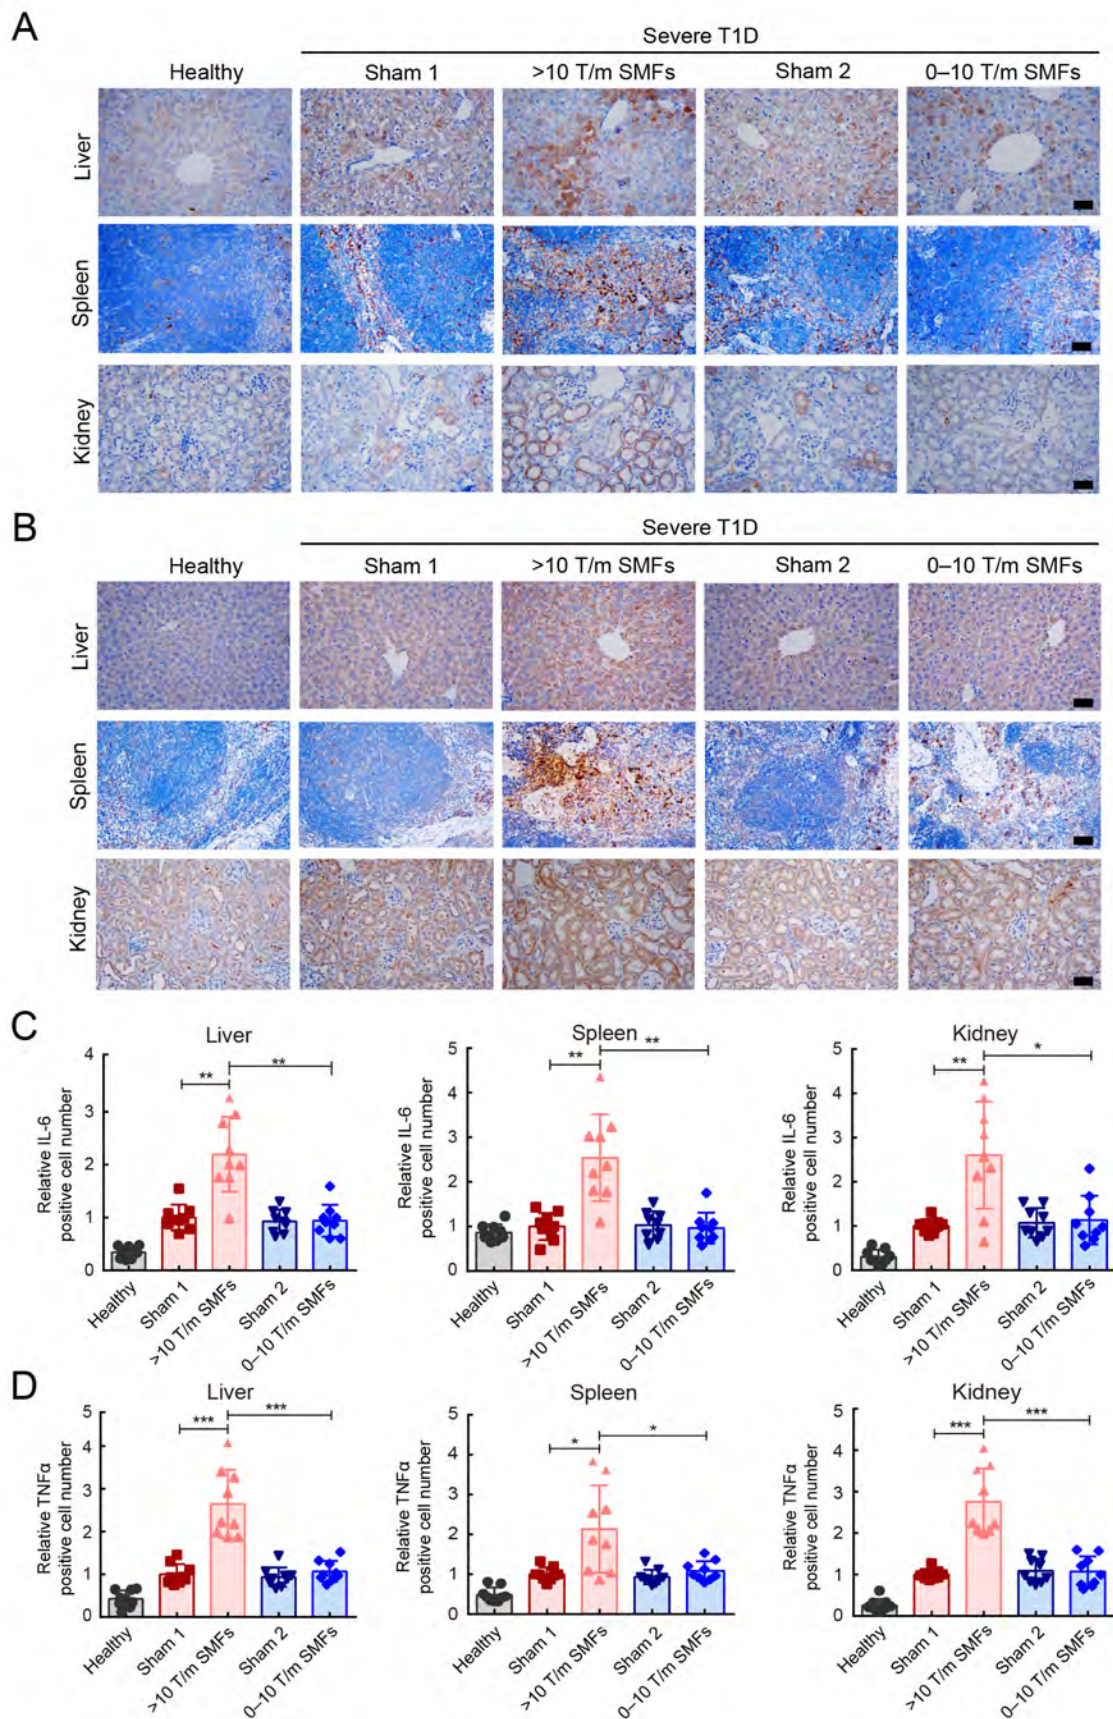 A
Severe T1D
Healthy
Sham 1
>10 T/m SMFs
Sham 2
0–10 T/m SMFs
Liver
Spleen
Kidney
B
Severe T1D
Healthy
Sham 1
>10 T/m SMFs
Sham 2
0–10 T/m SMFs
Liver
Spleen
Kidney
C
Liver
Relative IL-6
positive cell number
4
3
2
1
0
**
**
Healthy
Sham 1
>10 T/m SMFs
Sham 2
0–10 T/m SMFs
Spleen
Relative IL-6
positive cell number
5
4
3
2
1
0
**
**
Healthy
Sham 1
>10 T/m SMFs
Sham 2
0–10 T/m SMFs
Kidney
Relative IL-6
positive cell number
5
4
3
2
1
0
**
*
Healthy
Sham 1
>10 T/m SMFs
Sham 2
0–10 T/m SMFs
D
Liver
Relative TNFα
positive cell number
5
4
3
2
1
0
***
***
Healthy
Sham 1
>10 T/m SMFs
Sham 2
0–10 T/m SMFs
Spleen
Relative TNFα
positive cell number
5
4
3
2
1
0
*
*
Healthy
Sham 1
>10 T/m SMFs
Sham 2
0–10 T/m SMFs
Kidney
Relative TNFα
positive cell number
5
4
3
2
1
0
***
***
Healthy
Sham 1
>10 T/m SMFs
Sham 2
0–10 T/m SMFs